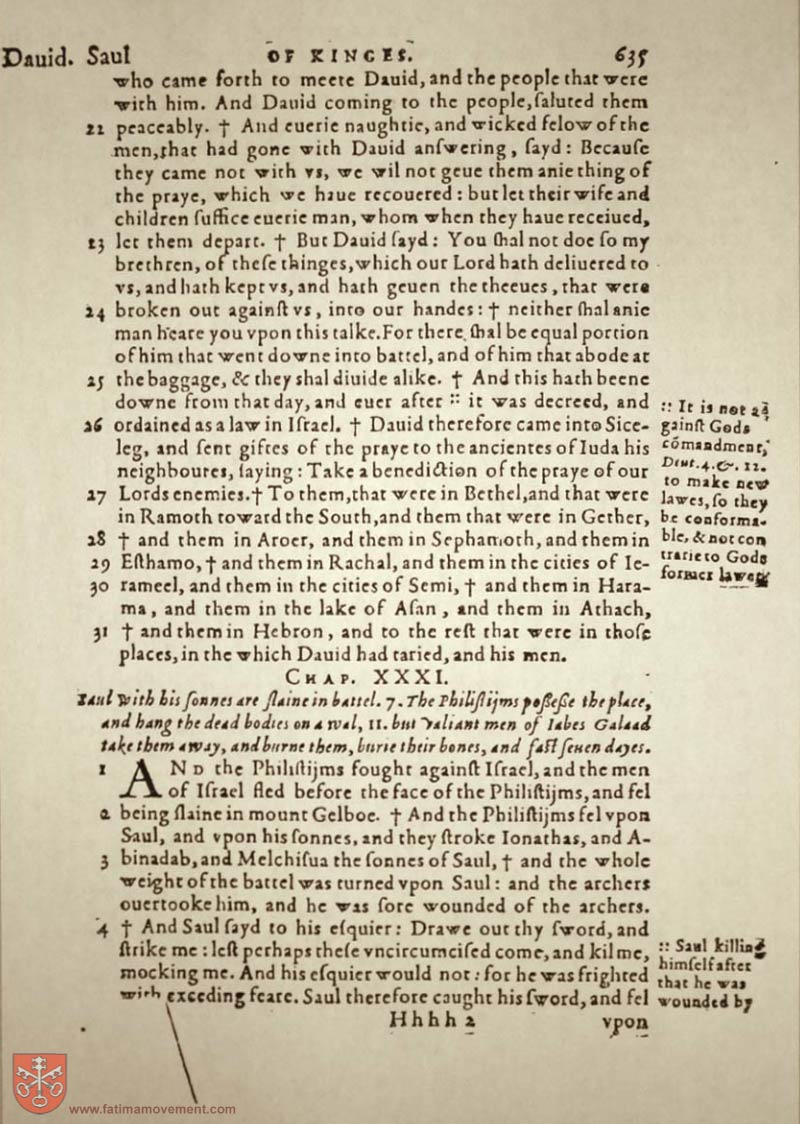 Dauid. Saul OF KINGES. 635
who came forth to meete Dauid, and the people that were
with him. And Dauid coming to the people, ſaluted them
22 peaceably. † And euerie naughtie, and wicked felow of the
men, that had gone with Dauid anſwering, ſayd: Becauſe
they came not with vs, we wil not geue them anie thing of
the praye, which we haue recouered: but let their wife and
children ſuffice euerie man, whom when they haue receiued,
23 let them depart. † But Dauid ſayd: You ſhal not doe ſo my
brethren, of theſe thinges, which our Lord hath deliuered to
vs, and hath kept vs, and hath geuen the theeues, that were
24 broken out againſt vs, into our handes: † neither ſhal anie
man heare you vpon this talke. For there ſhal be equal portion
of him that went downe into battel, and of him that abode at
25 the baggage, & they shal diuide alike. † And this hath beene
downe from that day, and euer after :: it was decreed, and
26 ordained as a law in Iſrael. † Dauid therefore came into Sice-
leg, and ſent giftes of the praye to the ancientes of Iuda his
neighboures, ſaying: Take a benediction of the praye of our
27 Lords enemies. † To them, that were in Bethel, and that were
in Ramoth toward the South, and them that were in Gether,
28 † and them in Aroer, and them in Sephamoth, and them in
29 Eſthamo, † and them in Rachal, and them in the cities of Ie-
30 rameel, and them in the cities of Semi, † and them in Hara-
ma, and them in the lake of Aſan, and them in Athach,
31 † and them in Hebron, and to the reſt that were in thoſe
places, in the which Dauid had taried, and his men.
:: It is not a
gainſt Gods
cōmandment,
Deut. 4. &. 12.
to make new
lawes, ſo they
be conforma-
ble, & not con
trarie to Gods
former lawes
CHAP. XXXI.
Saul with his ſonnes are ſlaine in battel. 7. The Philiſtijms poſſeſſe the place,
and hang the dead bodies on a wal, 11. but valiant men of Iabes Galaad
take them away, and burne them, burie their bones, and faſt ſeuen dayes.
1 AND the Philiſtijms fought againſt Iſrael, and the men
of Iſrael fled before the face of the Philiſtijms, and fel
2 being ſlaine in mount Gelboe. † And the Philiſtijms fel vpon
Saul, and vpon his ſonnes, and they ſtroke Ionathas, and A-
3 binadab, and Melchiſua the ſonnes of Saul, † and the whole
weight of the battel was turned vpon Saul: and the archers
ouertooke him, and he was ſore wounded of the archers.
4 † And Saul ſayd to his eſquier: Drawe out thy ſword, and
ſtrike me: leſt perhaps theſe vncircumciſed come, and kil me,
mocking me. And his eſquier would not: for he was frighted
with exceding feare. Saul therefore caught his ſword, and fel
:: Saul killing
himſelf after
that he was
wounded by
Hhhh 2 vpon
www.fatimamovement.com